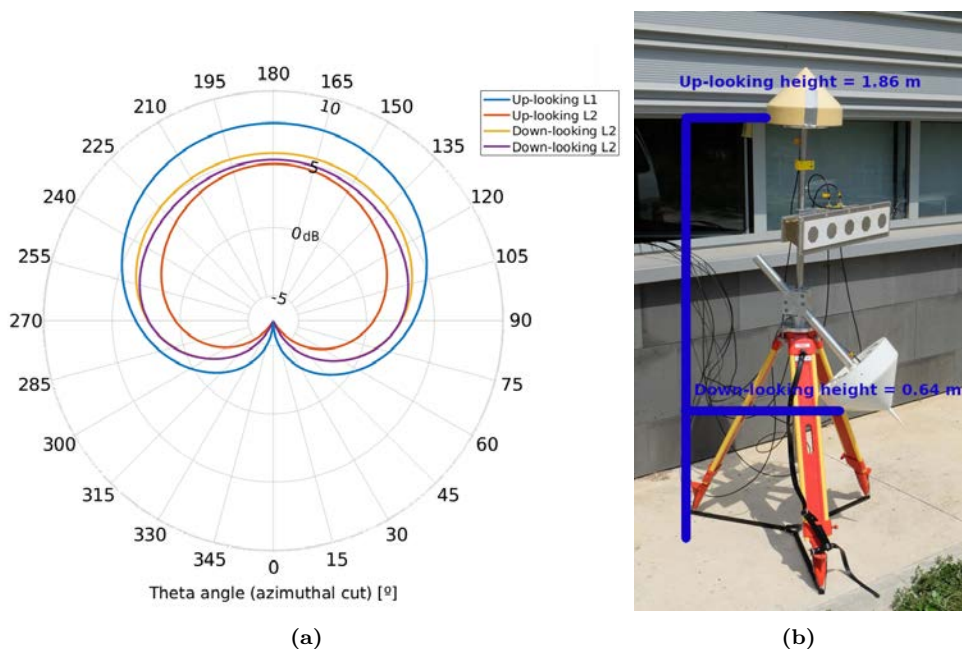 180
195
165
210
150
10
225
135
5
240
120
0 dB
255
105
-5
270
90
285
75
300
60
315
45
330
30
345
15
0
Theta angle (azimuthal cut) [º]
Up-looking L1
Up-looking L2
Down-looking L2
Down-looking L2
(a)
Up-looking height = 1.86 m
Down-looking height = 0.64 m
(b)